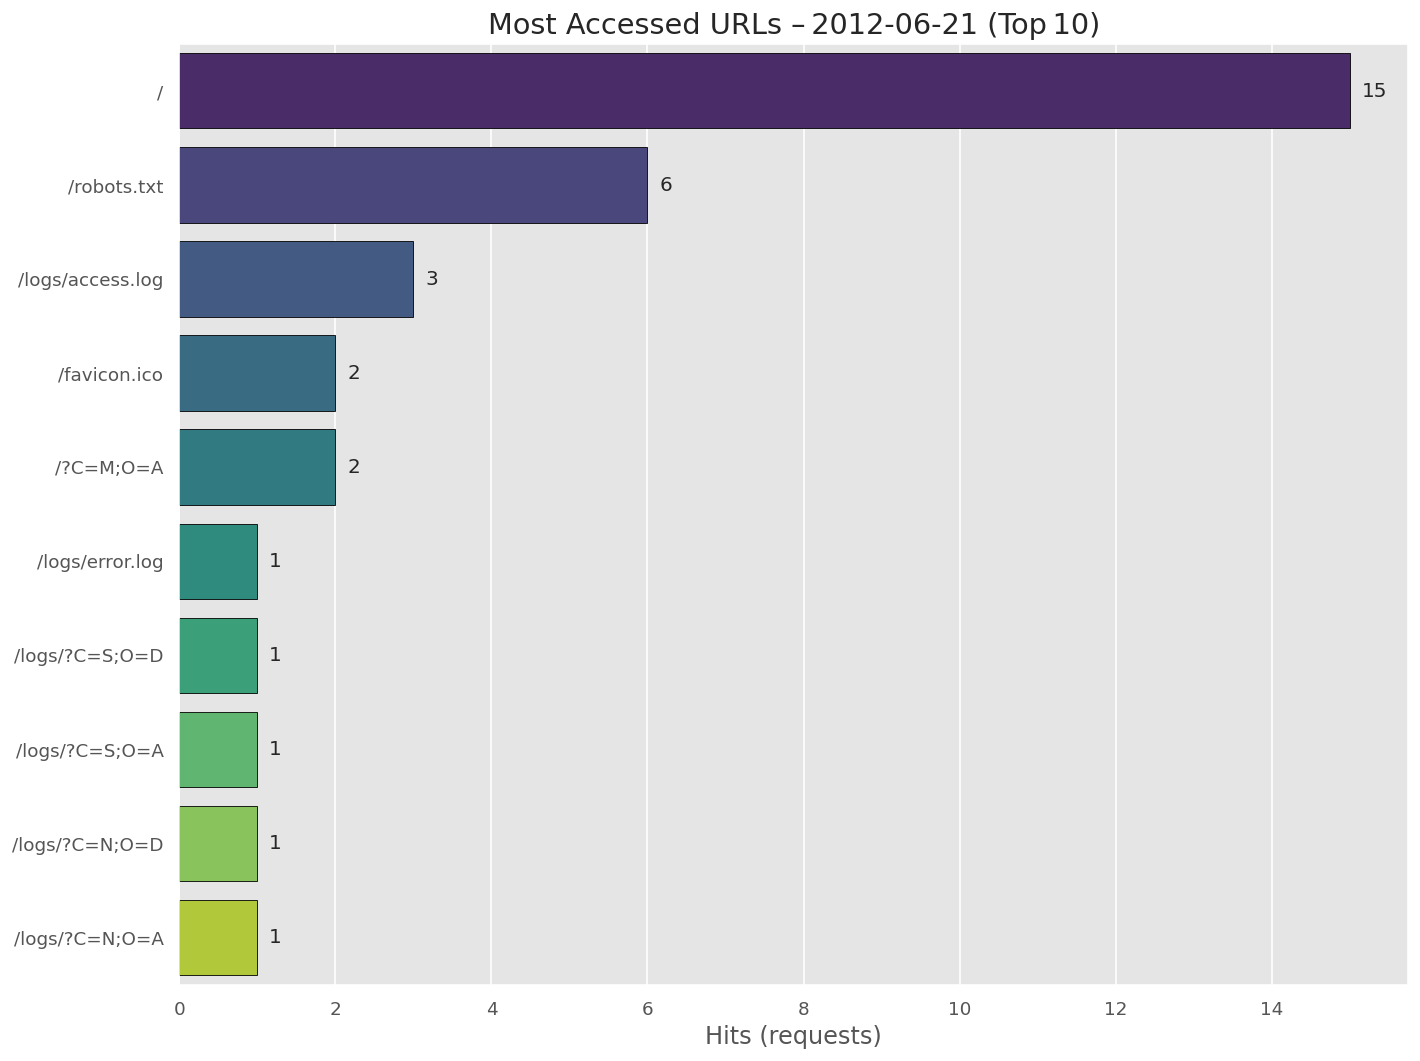 Most Accessed URLs – 2012-06-21 (Top 10)
/ 15
/robots.txt 6
/logs/access.log 3
/favicon.ico 2
/?C=M;O=A 2
/logs/error.log 1
/logs/?C=S;O=D 1
/logs/?C=S;O=A 1
/logs/?C=N;O=D 1
/logs/?C=N;O=A 1
0 2 4 6 8 10 12 14
Hits (requests)